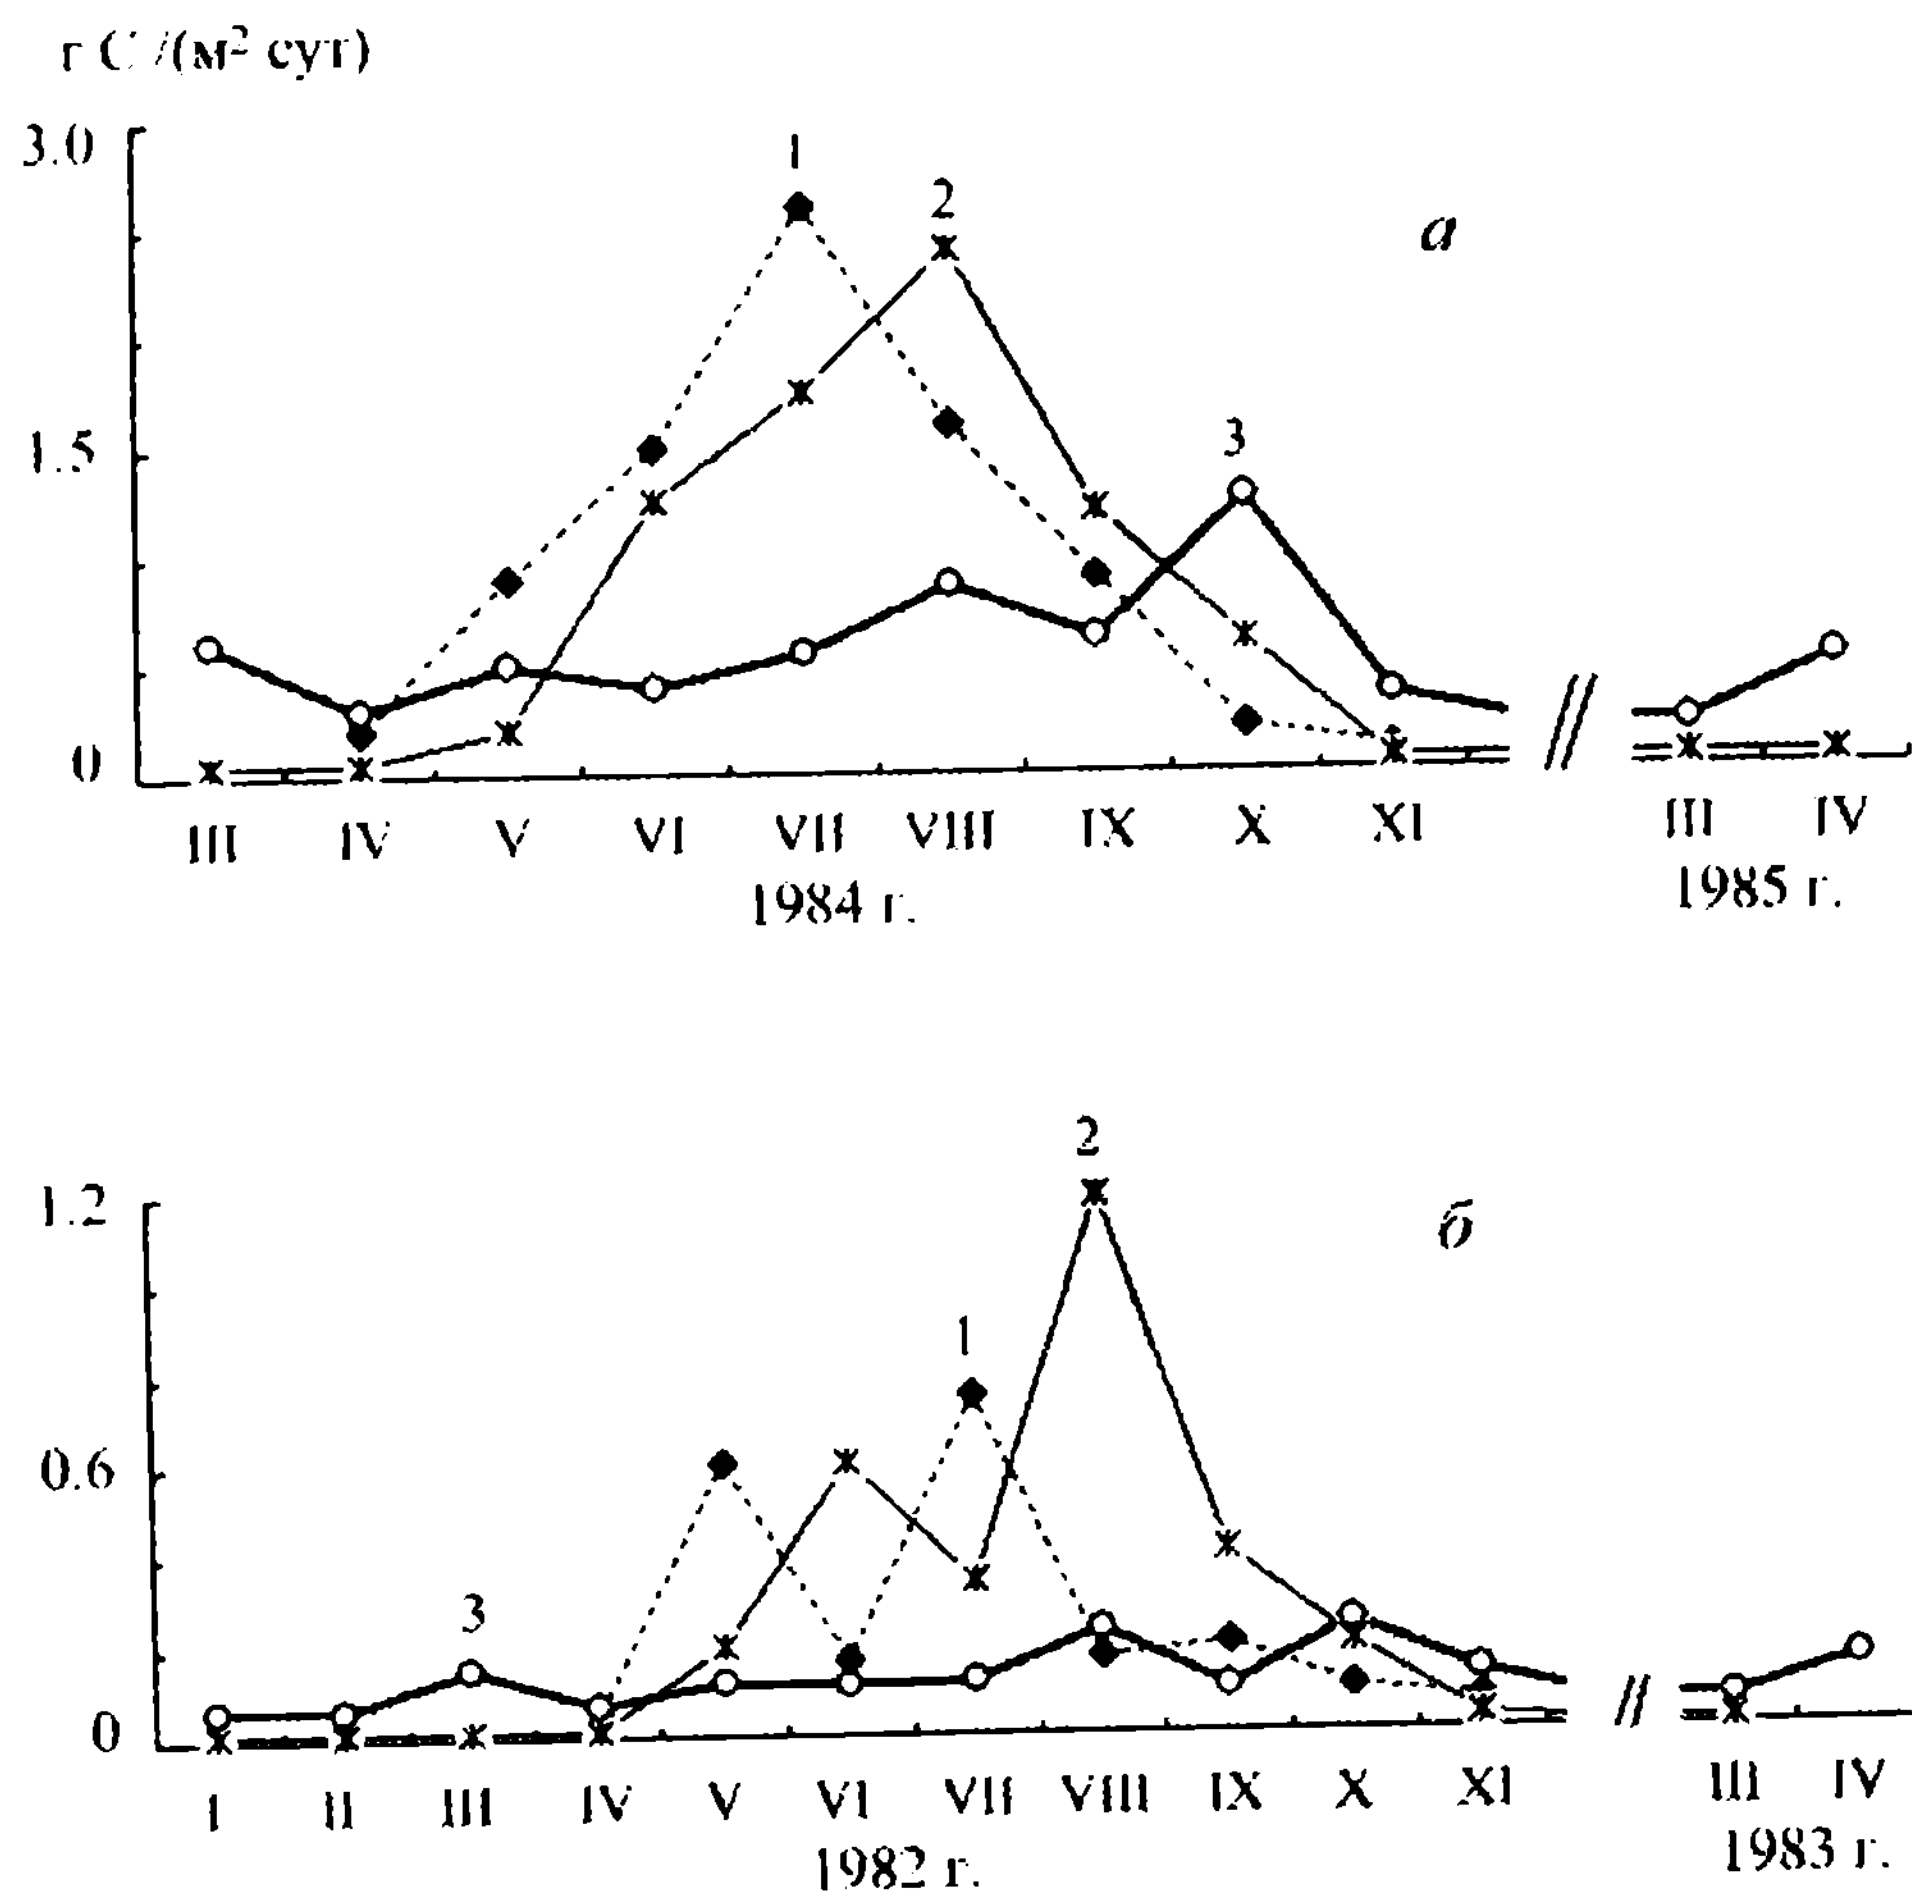 г С /(м² сут)
3.0
1
2
а
1.5
3
0
III IV V VI VII VIII IX X XI III IV
1984 г. 1985 г.
2
1.2
б
1
0.6
3
0
I II III IV V VI VII VIII IX X XI III IV
1982 г. 1983 г.